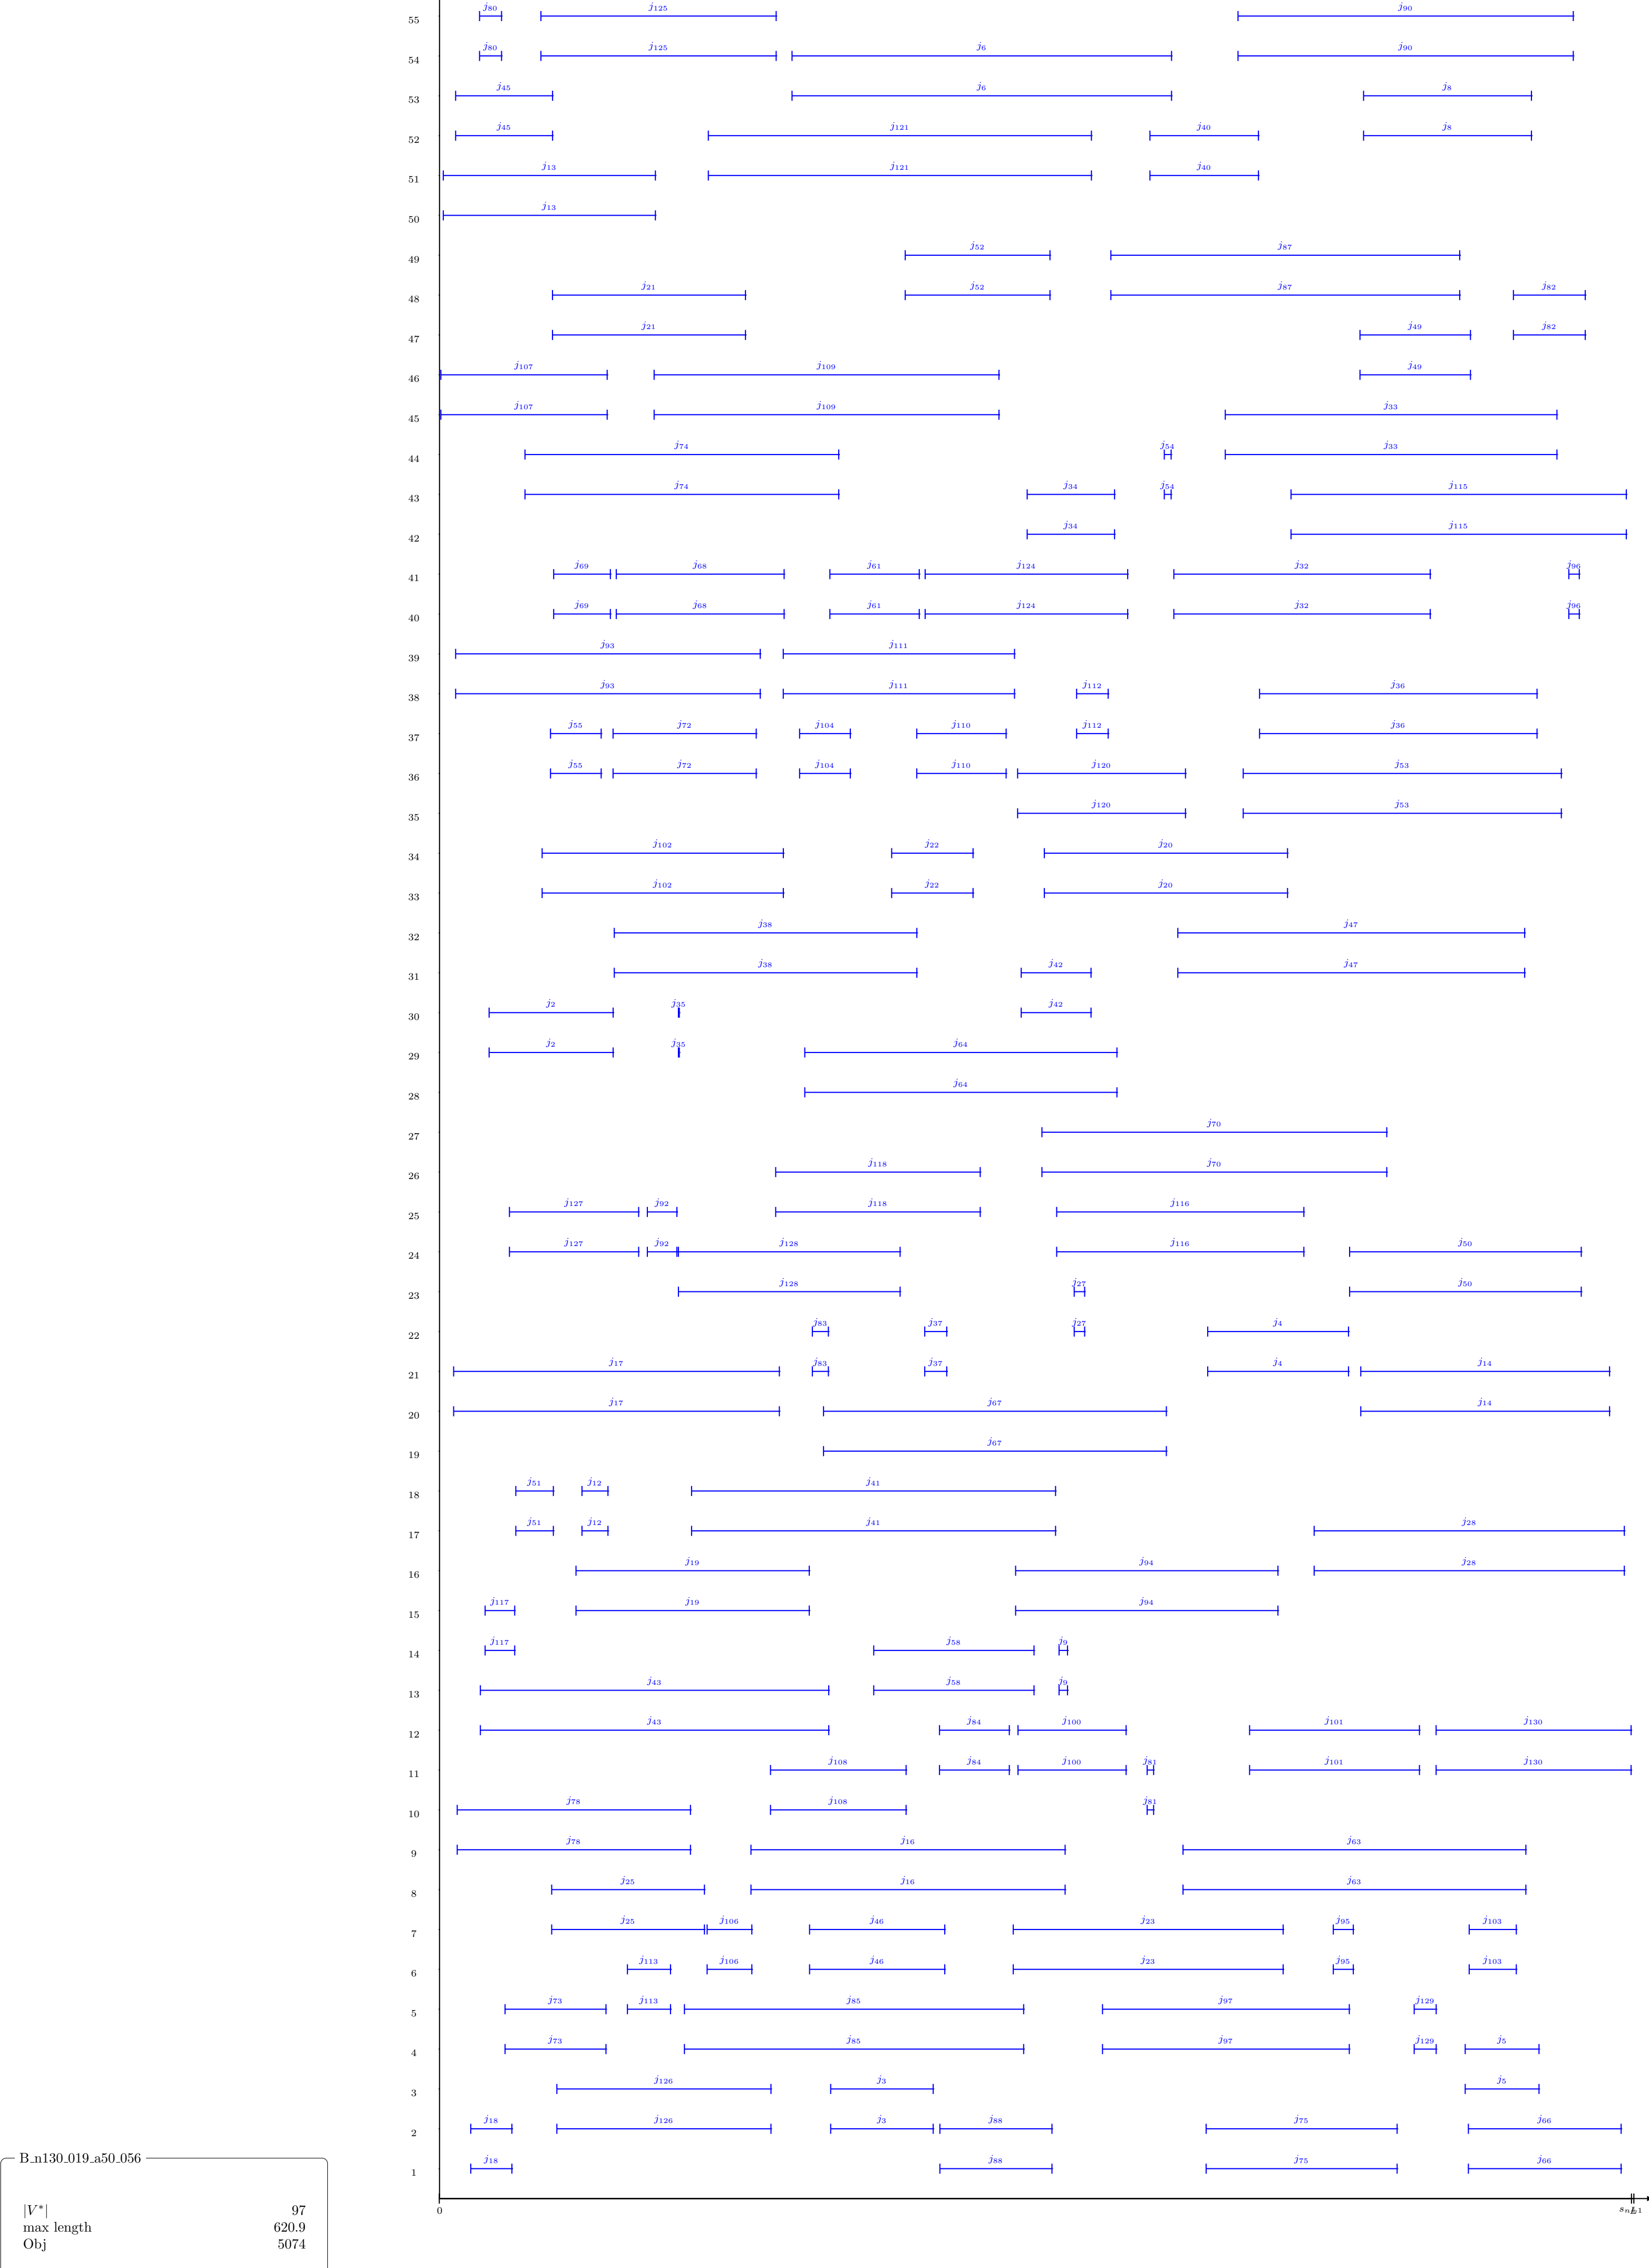 55 j80 j125 j90
54 j80 j125 j6 j90
53 j45 j6 j8
52 j45 j121 j40 j8
51 j13 j121 j40
50 j13
49 j52 j87
48 j21 j52 j87 j82
47 j21 j49 j82
46 j107 j109 j49
45 j107 j109 j33
44 j74 j54 j33
43 j74 j34 j54 j115
42 j34 j115
41 j69 j68 j61 j124 j32 j96
40 j69 j68 j61 j124 j32 j96
39 j93 j111
38 j93 j111 j112 j36
37 j55 j72 j104 j110 j112 j36
36 j55 j72 j104 j110 j120 j53
35 j120 j53
34 j102 j22 j20
33 j102 j22 j20
32 j38 j47
31 j38 j42 j47
30 j2 j35 j42
29 j2 j35 j64
28 j64
27 j70
26 j118 j70
25 j127 j92 j118 j116
24 j127 j92 j128 j116 j50
23 j128 j27 j50
22 j83 j37 j27 j4
21 j17 j83 j37 j4 j14
20 j17 j67 j14
19 j67
18 j51 j12 j41
17 j51 j12 j41 j28
16 j19 j94 j28
15 j117 j19 j94
14 j117 j58 j9
13 j43 j58 j9
12 j43 j84 j100 j101 j130
11 j108 j84 j100 j81 j101 j130
10 j78 j108 j81
9 j78 j16 j63
8 j25 j16 j63
7 j25 j106 j46 j23 j95 j103
6 j113 j106 j46 j23 j95 j103
5 j73 j113 j85 j97 j129
4 j73 j85 j97 j129 j5
3 j126 j3 j5
2 j18 j126 j3 j88 j75 j66
1 j18 j88 j75 j66
0
B_n130_019_a50_056
|V*| 97
max length 620.9
Obj 5074